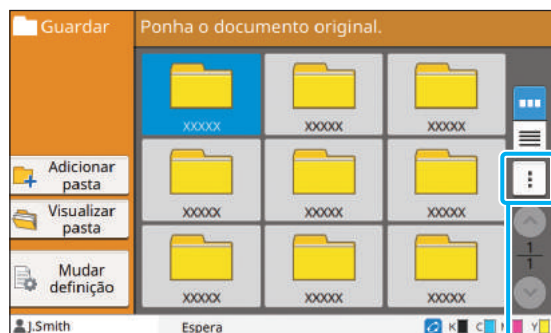 Guardar
Ponha o documento original.
xxxxx
xxxxx
xxxxx
Adicionar
pasta
Visualizar
pasta
Mudar
definição
xxxxx
xxxxx
xxxxx
xxxxx
xxxxx
xxxxx
1
1
J.Smith
Espera
K
C
M
Y